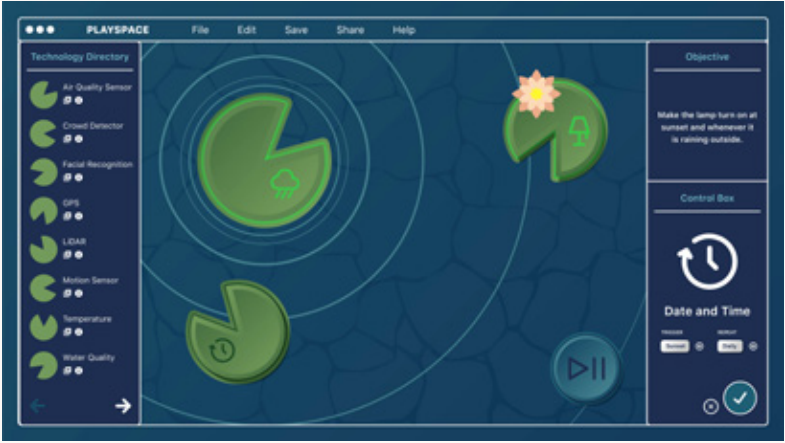 PLAYSPACE File Edit Save Share Help
Technology Directory
Air Quality Sensor
Crowd Detector
Facial Recognition
GPS
LiDAR
Motion Sensor
Temperature
Water Quality
Objective
Make the lamp turn on at
sunset and whenever it
is raining outside.
Control Box
Date and Time
TRIGGER REPEAT
Sunset Daily